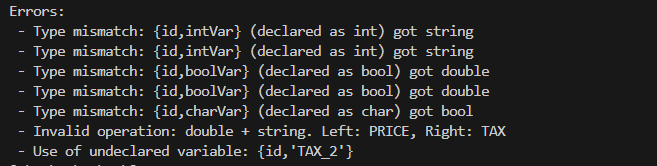 Errors:
- Type mismatch: {id,intVar} (declared as int) got string
- Type mismatch: {id,intVar} (declared as int) got string
- Type mismatch: {id,boolVar} (declared as bool) got double
- Type mismatch: {id,boolVar} (declared as bool) got double
- Type mismatch: {id,charVar} (declared as char) got bool
- Invalid operation: double + string. Left: PRICE, Right: TAX
- Use of undeclared variable: {id,'TAX_2'}